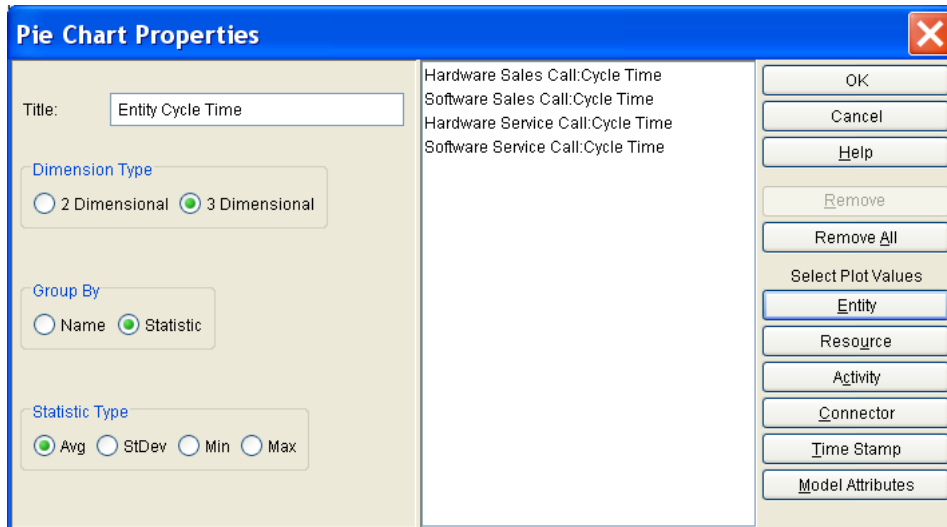 Pie Chart Properties
Title: Entity Cycle Time
Dimension Type
2 Dimensional 3 Dimensional
Group By
Name Statistic
Statistic Type
Avg StDev Min Max
Hardware Sales Call:Cycle Time
Software Sales Call:Cycle Time
Hardware Service Call:Cycle Time
Software Service Call:Cycle Time
OK
Cancel
Help
Remove
Remove All
Select Plot Values
Entity
Resource
Activity
Connector
Time Stamp
Model Attributes